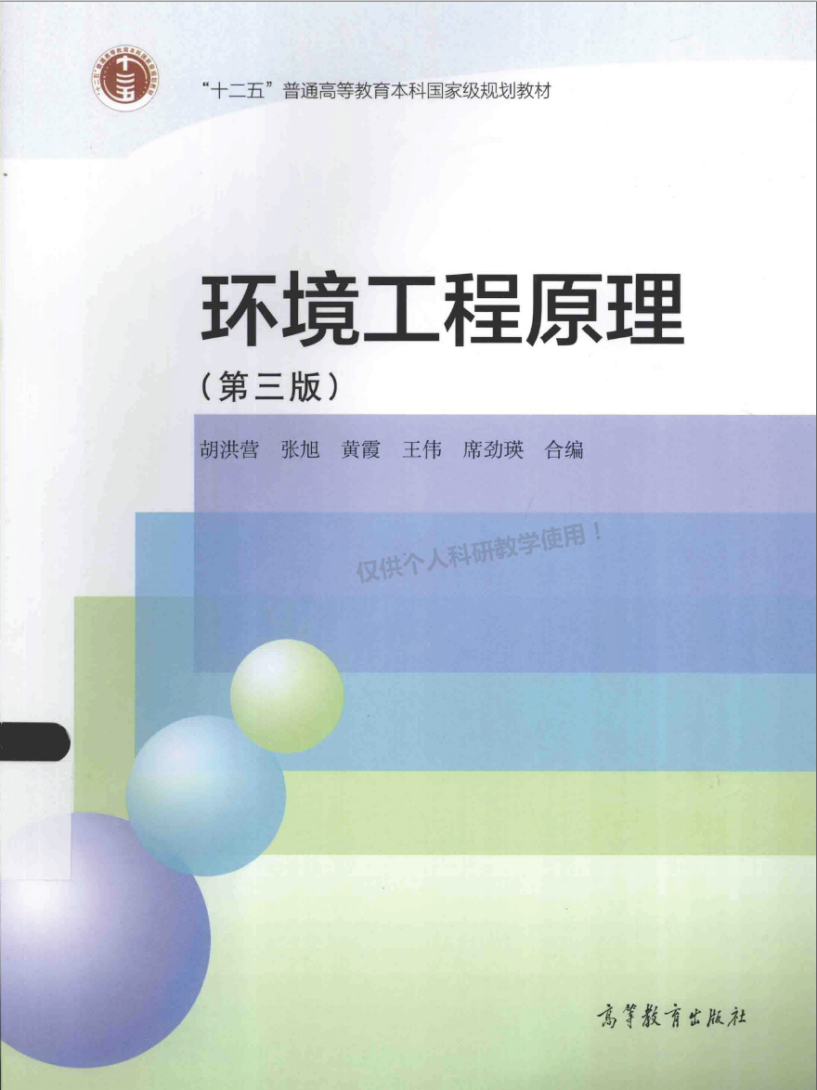 十二五
“十二五”普通高等教育本科国家级规划教材
环境工程原理
(第三版)
胡洪营 张旭 黄霞 王伟 席劲瑛 合编
仅供个人科研教学使用！
高等教育出版社